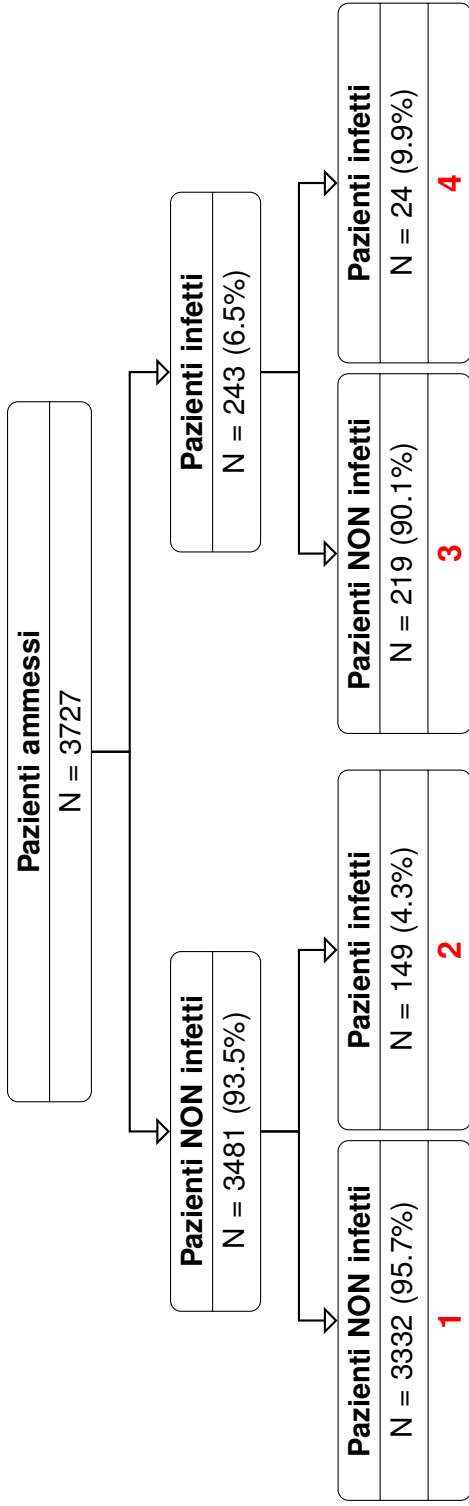 Pazienti ammessi
N = 3727
Pazienti NON infetti
N = 3481 (93.5%)
Pazienti infetti
N = 243 (6.5%)
Pazienti NON infetti
N = 3332 (95.7%)
1
Pazienti infetti
N = 149 (4.3%)
2
Pazienti NON infetti
N = 219 (90.1%)
3
Pazienti infetti
N = 24 (9.9%)
4